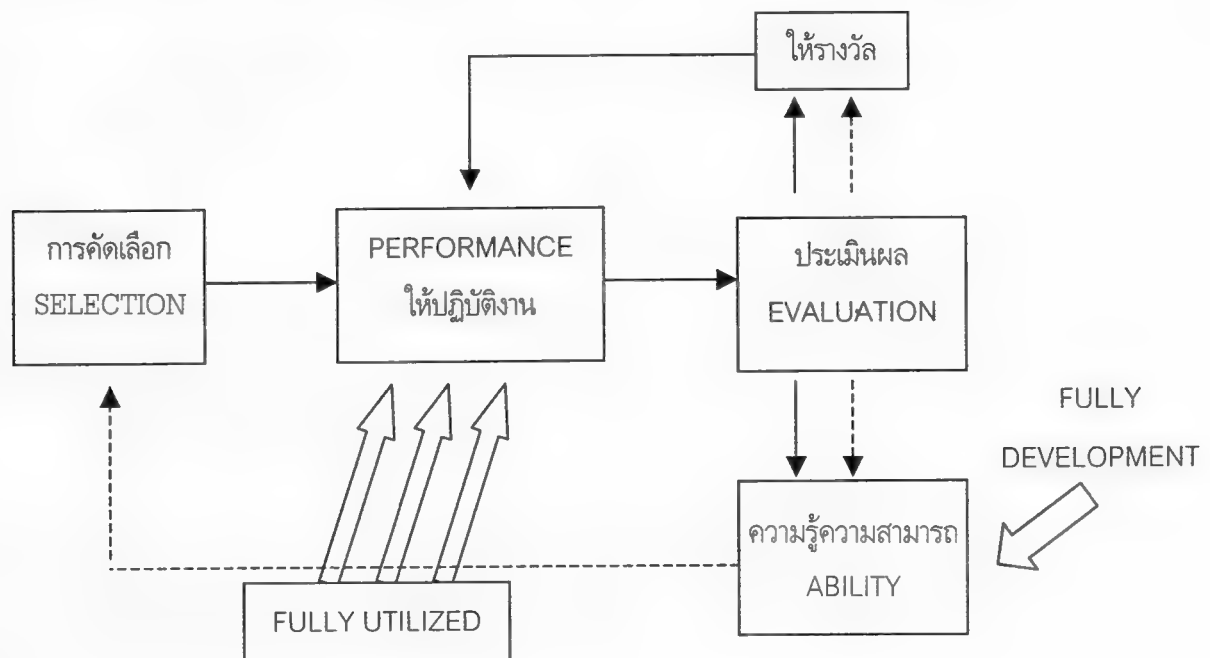 ให้รางวัล
การคัดเลือก
SELECTION
PERFORMANCE
ให้ปฏิบัติงาน
ประเมินผล
EVALUATION
FULLY
DEVELOPMENT
ความรู้ความสามารถ
ABILITY
FULLY UTILIZED